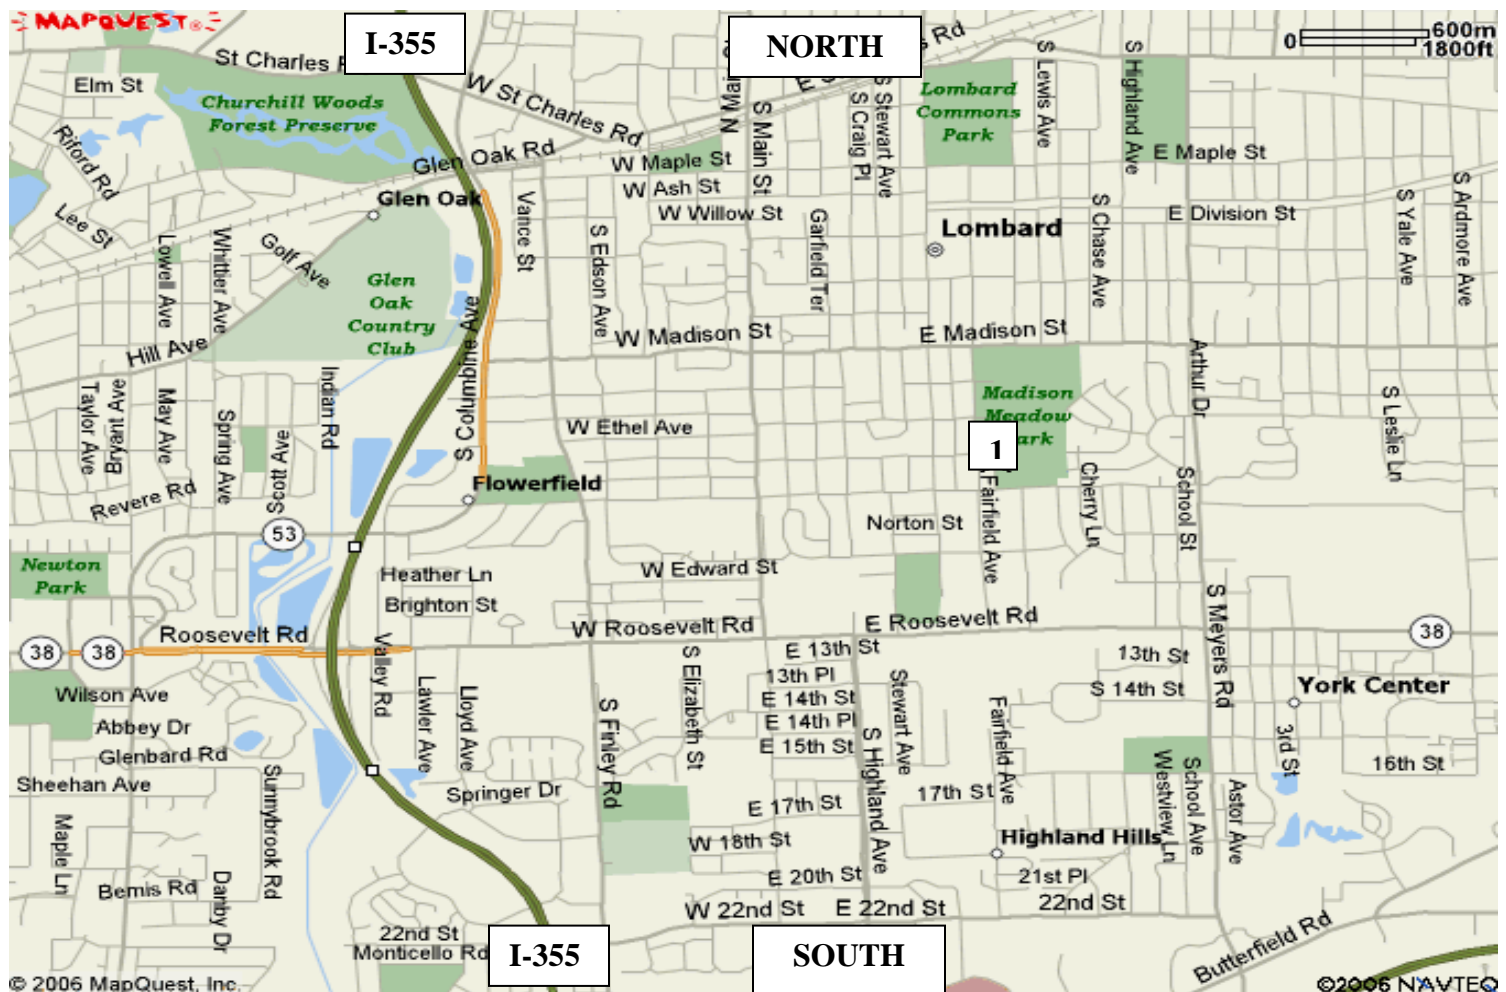 MAPQUEST
I-355
NORTH
600m
0
1800ft
St Charles
s Rd
Elm St
W St Charles Rd
Churchill Woods
Forest Preserve
N Main
S Main St
S Craig Pl
S Stewart Ave
Lombard
Commons
Park
S Lewis Ave
S Highland Ave
Riford Rd
Glen Oak Rd
W Maple St
E Maple St
W Ash St
Glen Oak
W Willow St
E Division St
Lee St
Lowell Ave
Whittier Ave
Golf Ave
Vance St
S Edson Ave
Garfield Ter
Lombard
S Chase Ave
S Yale Ave
S Ardmore Ave
Glen
Oak
Country
Club
S Columbine Ave
W Madison St
E Madison St
Hill Ave
Arthur Dr
Taylor Ave
Bryant Ave
May Ave
Spring Ave
Scott Ave
Indian Rd
W Ethel Ave
Madison
Meadow
ark
1
S Leslie Ln
Revere Rd
Flowerfield
Fairfield Ave
Cherry Ln
School St
53
Norton St
Newton
Park
Heather Ln
Brighton St
W Edward St
S Meyers Rd
Roosevelt Rd
W Roosevelt Rd
E Roosevelt Rd
38
38
38
Valley Rd
E 13th St
13th St
13th Pl
S 14th St
E 14th St
E 14th Pl
E 15th St
York Center
Wilson Ave
Abbey Dr
Glenbard Rd
Lawler Ave
Lloyd Ave
S Finley Rd
S Elizabeth St
S Highland Ave
Stewart Ave
Fairfield Ave
3rd St
16th St
Sheehan Ave
Sunnybrook Rd
Springer Dr
E 17th St
17th St
Westview Ln
School Ave
Astor Ave
Maple Ln
W 18th St
Highland Hills
Bemis Rd
Danby Dr
E 20th St
21st Pl
W 22nd St
E 22nd St
22nd St
22nd St
Monticello Rd
I-355
SOUTH
Butterfield Rd
© 2006 MapQuest, Inc.
©2006 NAVTEQ